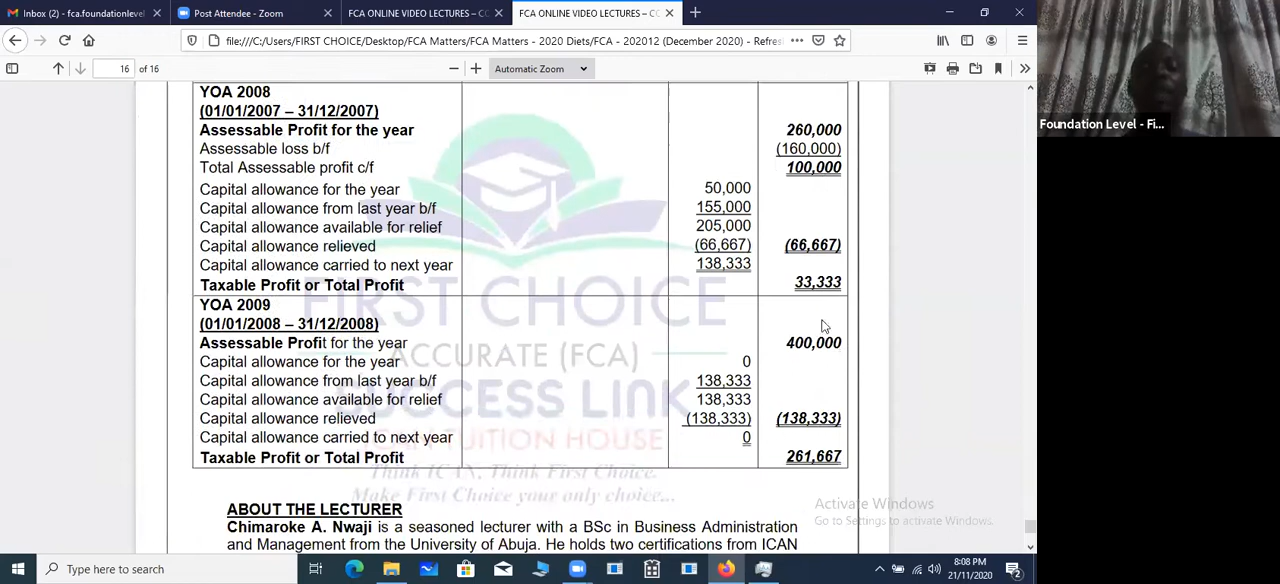 Inbox (2) - fca.foundationlevel
Post Attendee - Zoom
FCA ONLINE VIDEO LECTURES – CC
FCA ONLINE VIDEO LECTURES – CC
file:///C:/Users/FIRST CHOICE/Desktop/FCA Matters/FCA Matters - 2020 Diets/FCA - 202012 (December 2020) - Refres
16 of 16
Automatic Zoom
Foundation Level - Fi...
YOA 2008
(01/01/2007 – 31/12/2007)
Assessable Profit for the year 260,000
Assessable loss b/f (160,000)
Total Assessable profit c/f 100,000
Capital allowance for the year 50,000
Capital allowance from last year b/f 155,000
Capital allowance available for relief 205,000
Capital allowance relieved (66,667) (66,667)
Capital allowance carried to next year 138,333
Taxable Profit or Total Profit 33,333
FIRST CHOICE
YOA 2009
(01/01/2008 – 31/12/2008)
Assessable Profit for the year 400,000
ACCURATE (FCA)
Capital allowance for the year 0
Capital allowance from last year b/f 138,333
Capital allowance available for relief 138,333
SUCCESS LINK
Capital allowance relieved (138,333) (138,333)
Capital allowance carried to next year 0
TUITION HOUSE
Taxable Profit or Total Profit 261,667
Think ICAN, Think First Choice.
Make First Choice your only choice...
ABOUT THE LECTURER
Chimaroke A. Nwaji is a seasoned lecturer with a BSc in Business Administration
and Management from the University of Abuja. He holds two certifications from ICAN
Activate Windows
Go to Settings to activate Windows.
Type here to search
8:08 PM
21/11/2020
2